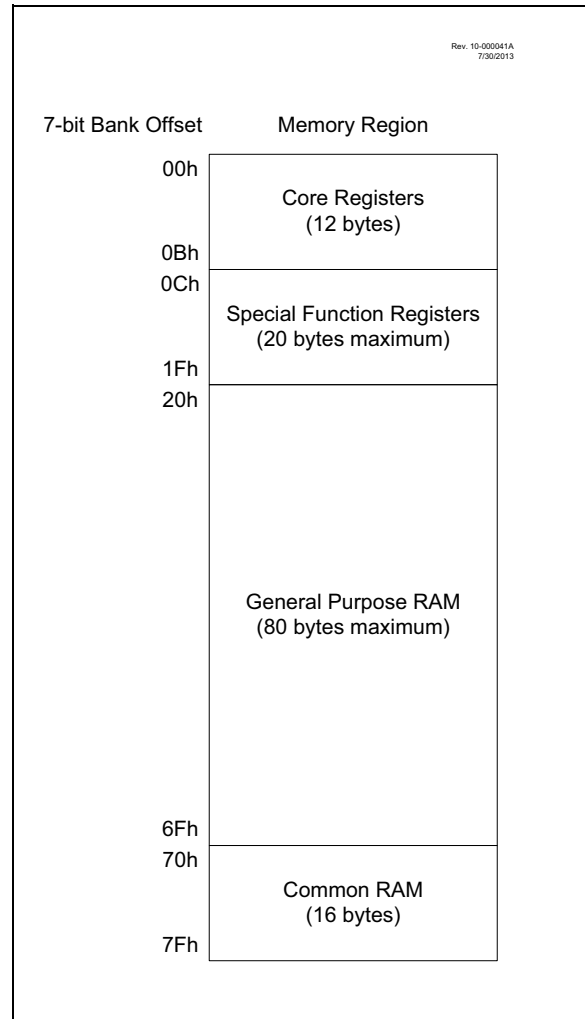 Rev. 10-000041A
7/30/2013
7-bit Bank Offset Memory Region
00h
Core Registers
(12 bytes)
0Bh
0Ch
Special Function Registers
(20 bytes maximum)
1Fh
20h
General Purpose RAM
(80 bytes maximum)
6Fh
70h
Common RAM
(16 bytes)
7Fh